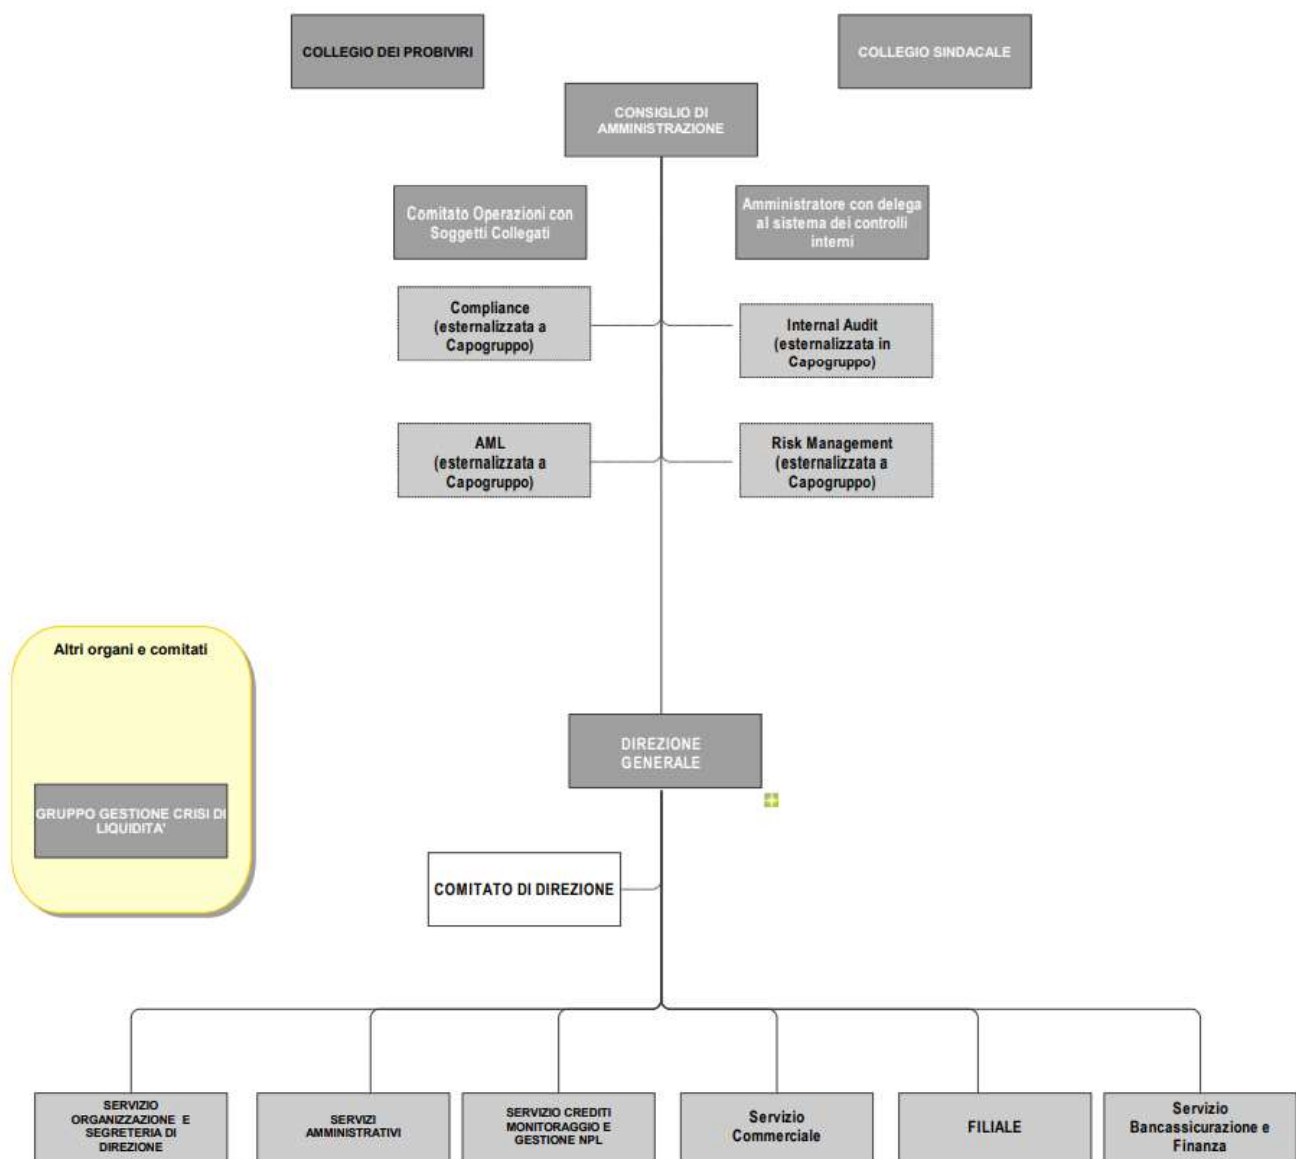 COLLEGIO DEI PROBIVIRI
COLLEGIO SINDACALE
CONSIGLIO DI
AMMINISTRAZIONE
Comitato Operazioni con
Soggetti Collegati
Amministratore con delega
al sistema dei controlli
interni
Compliance
(esternalizzata a
Capogruppo)
Internal Audit
(esternalizzata in
Capogruppo)
AML
(esternalizzata a
Capogruppo)
Risk Management
(esternalizzata a
Capogruppo)
Altri organi e comitati
GRUPPO GESTIONE CRISI DI
LIQUIDITA'
DIREZIONE
GENERALE
COMITATO DI DIREZIONE
SERVIZIO
ORGANIZZAZIONE E
SEGRETERIA DI
DIREZIONE
SERVIZI
AMMINISTRATIVI
SERVIZIO CREDITI
MONITORAGGIO E
GESTIONE NPL
Servizio
Commerciale
FILIALE
Servizio
Bancassicurazione e
Finanza